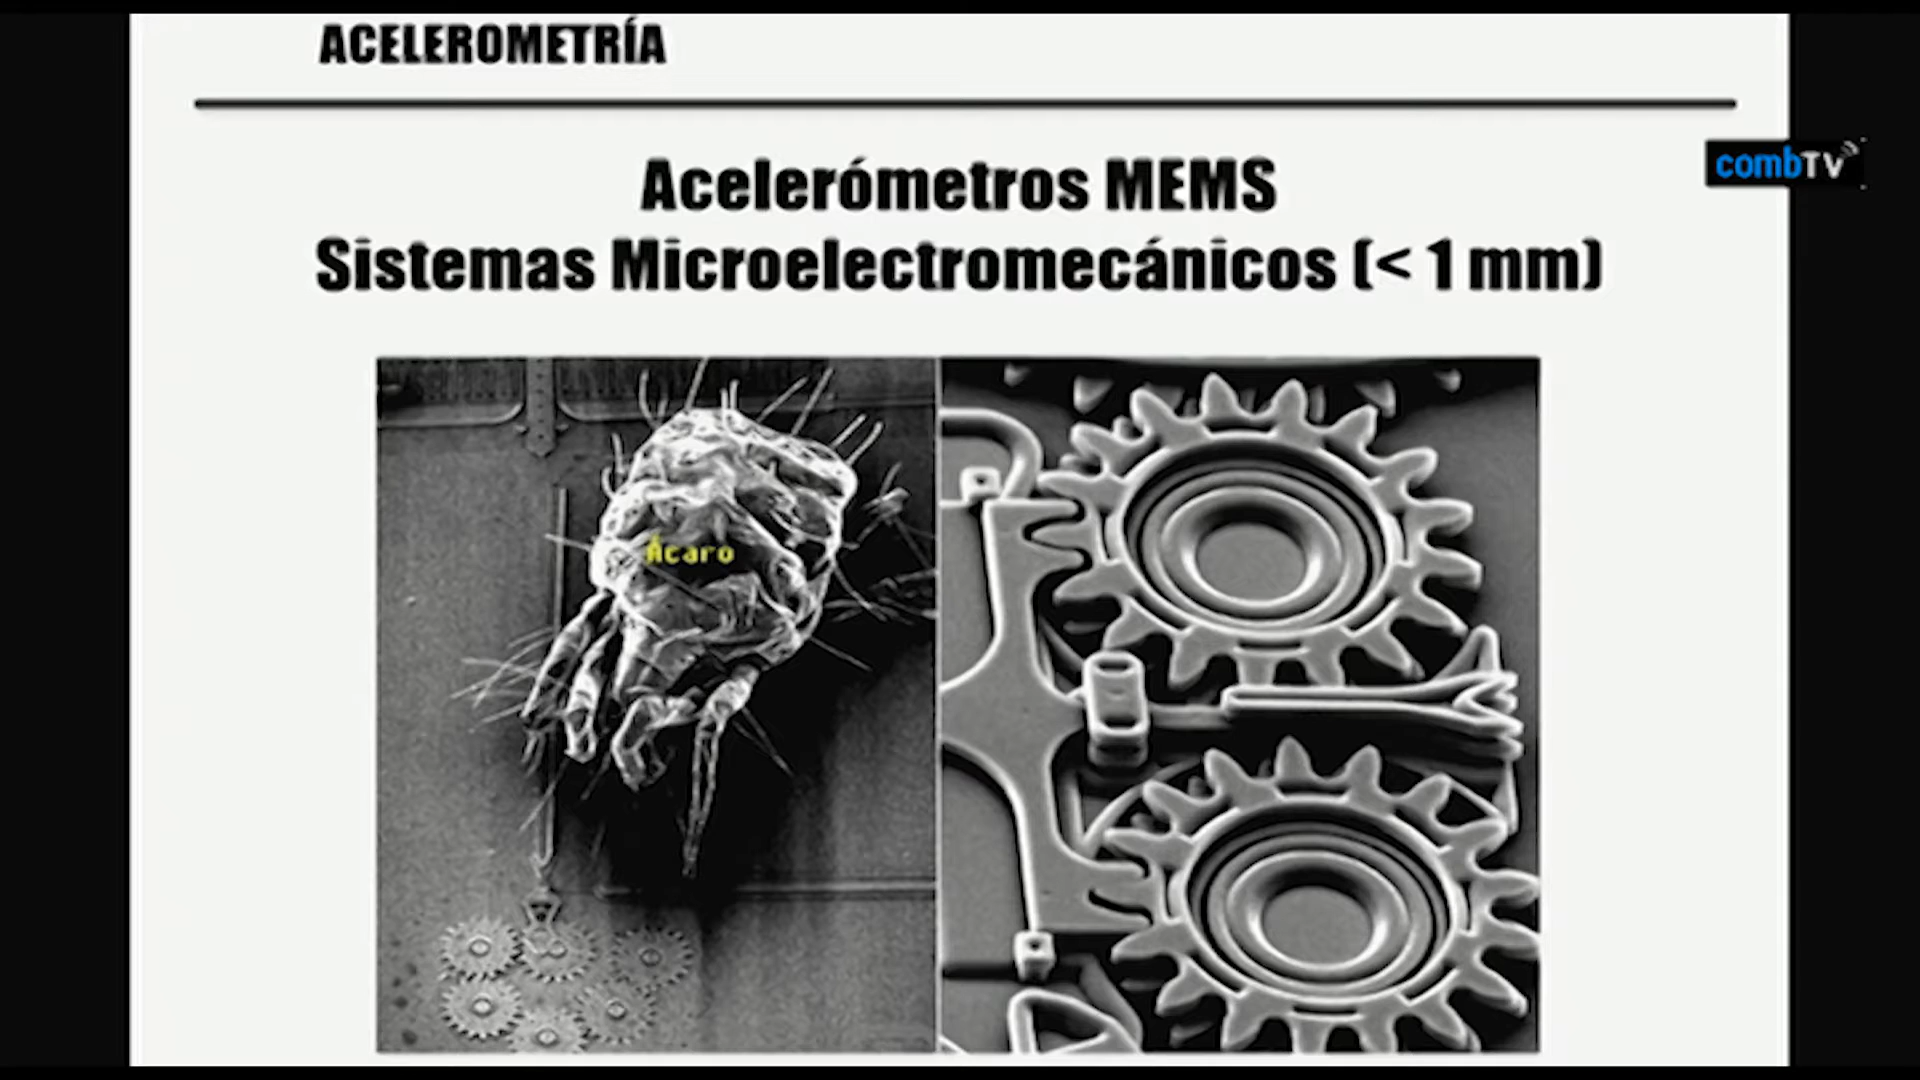 ACELEROMETRÍA
combTV
Acelerómetros MEMS
Sistemas Microelectromecánicos (< 1 mm)
Ácaro